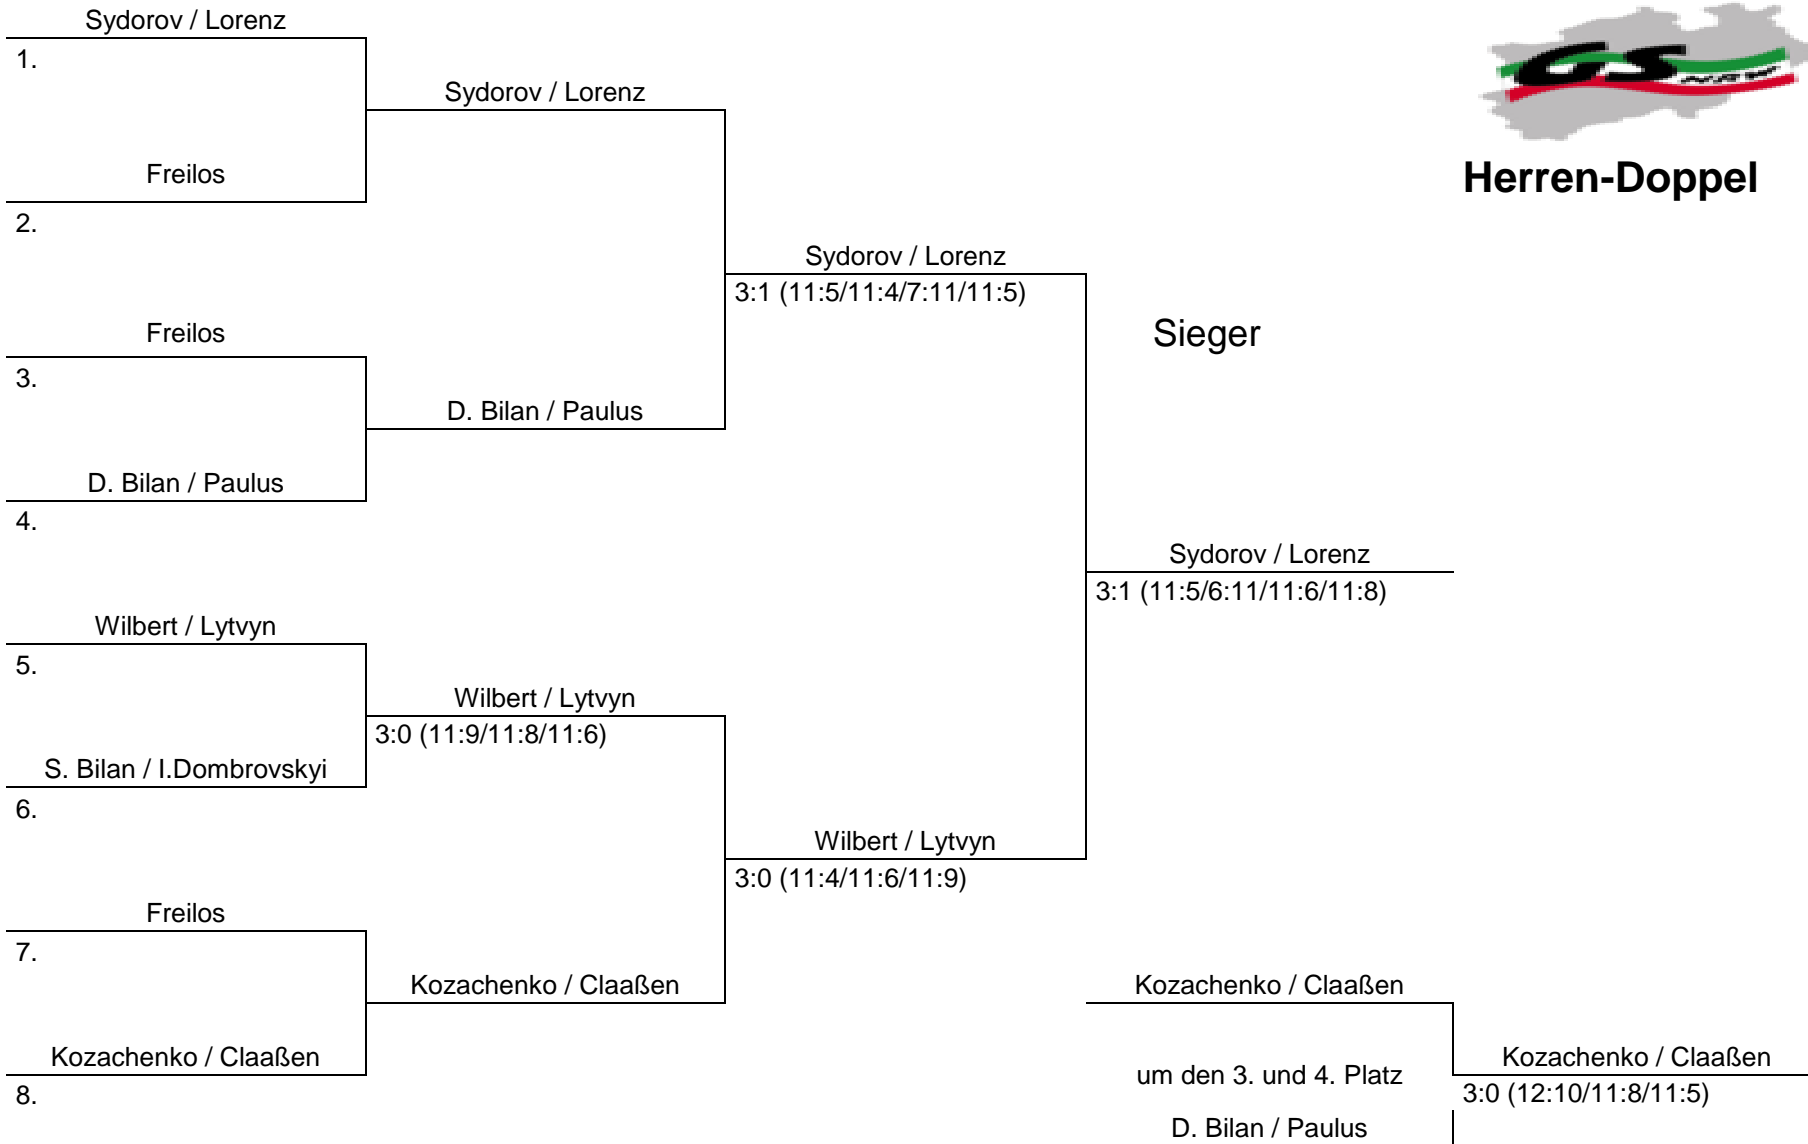 Sydorov / Lorenz
1.
Sydorov / Lorenz
Freilos
2.
GS NRW
Herren-Doppel
Sydorov / Lorenz
3:1 (11:5/11:4/7:11/11:5)
Sieger
Freilos
3.
D. Bilan / Paulus
D. Bilan / Paulus
4.
Sydorov / Lorenz
3:1 (11:5/6:11/11:6/11:8)
Wilbert / Lytvyn
5.
Wilbert / Lytvyn
3:0 (11:9/11:8/11:6)
S. Bilan / I.Dombrovskyi
6.
Wilbert / Lytvyn
3:0 (11:4/11:6/11:9)
Freilos
7.
Kozachenko / Claaßen
Kozachenko / Claaßen
Kozachenko / Claaßen
8.
um den 3. und 4. Platz
Kozachenko / Claaßen
3:0 (12:10/11:8/11:5)
D. Bilan / Paulus